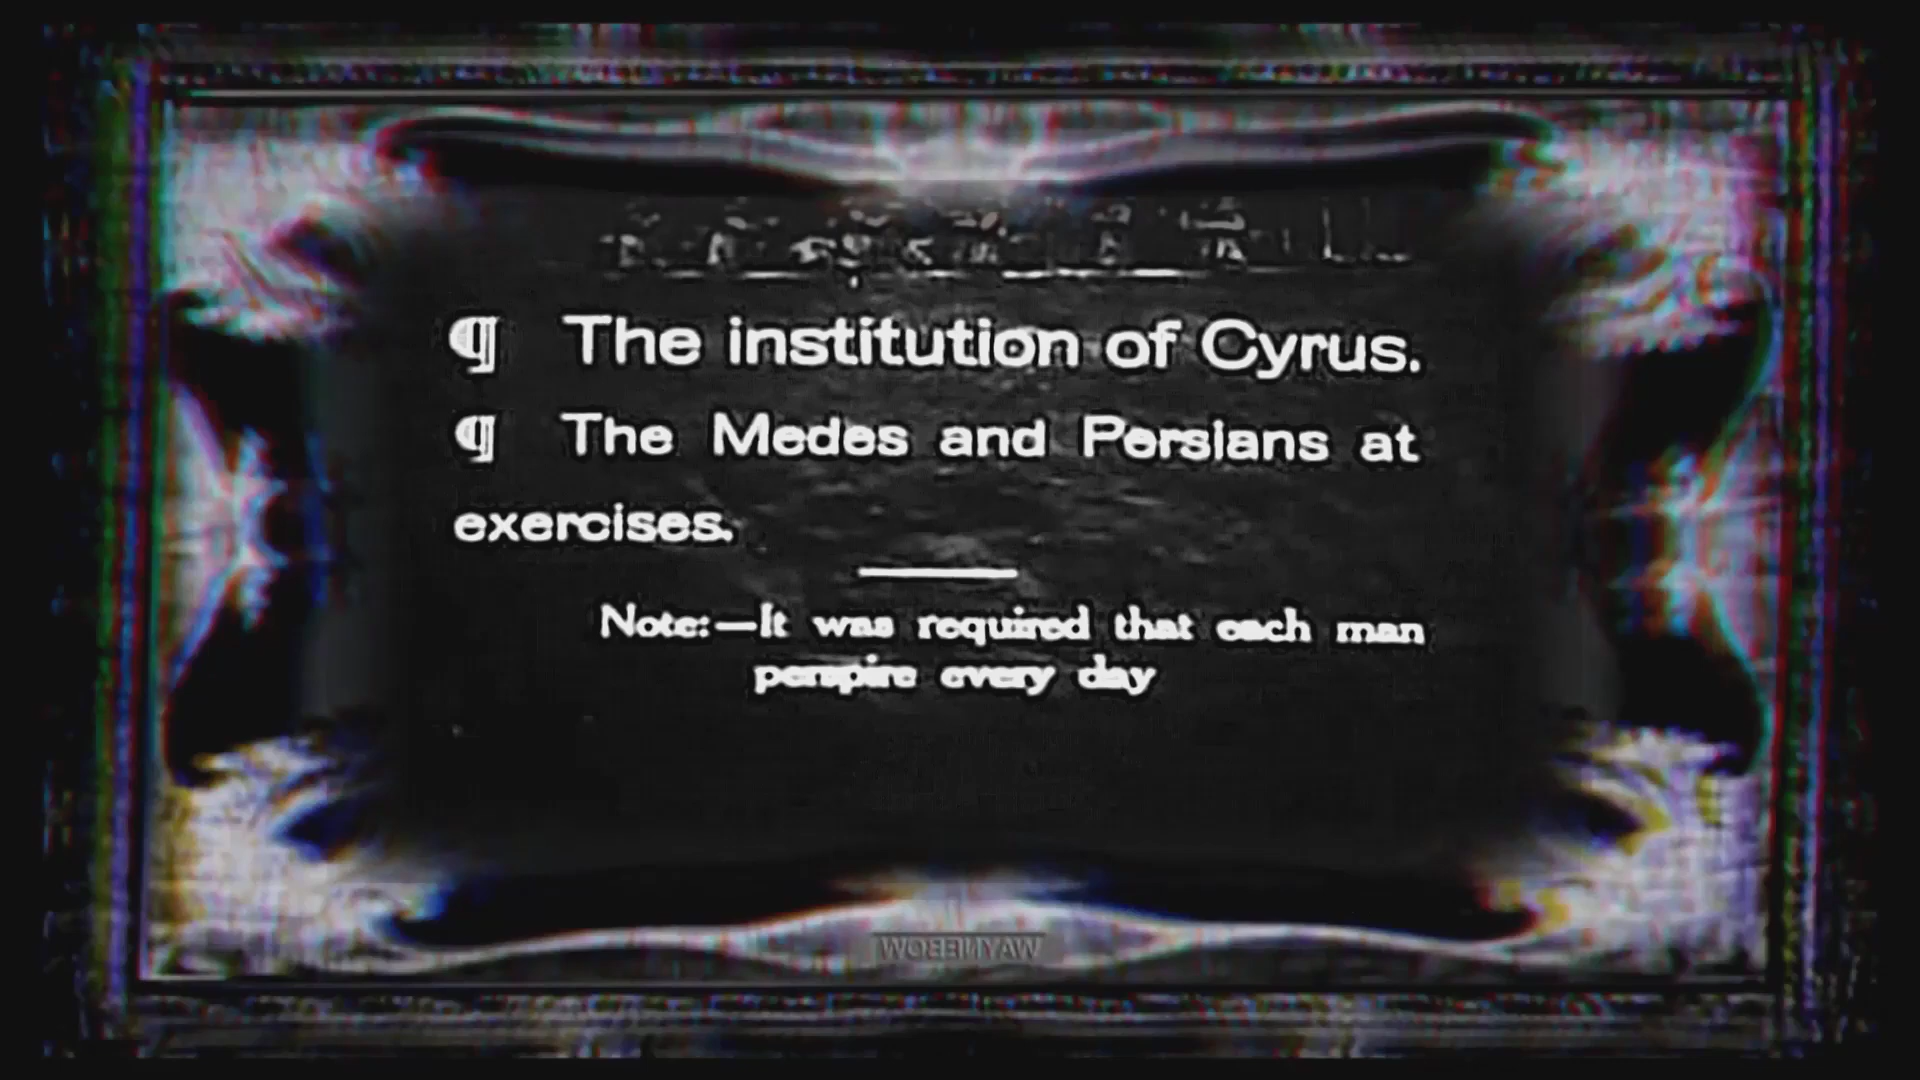 ¶ The institution of Cyrus.
¶ The Medes and Persians at
exercises.
Note:—It was required that each man
perspire every day